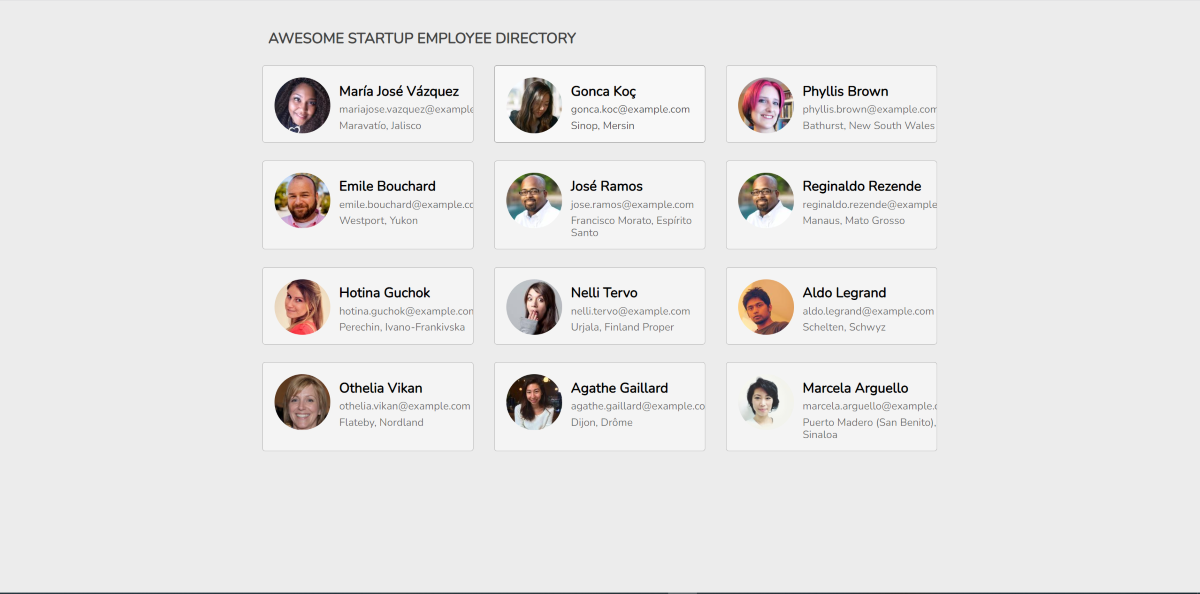 AWESOME STARTUP EMPLOYEE DIRECTORY
María José Vázquez
mariajose.vazquez@example
Maravatío, Jalisco
Gonca Koç
gonca.koc@example.com
Sinop, Mersin
Phyllis Brown
phyllis.brown@example.com
Bathurst, New South Wales
Emile Bouchard
emile.bouchard@example.co
Westport, Yukon
José Ramos
jose.ramos@example.com
Francisco Morato, Espírito
Santo
Reginaldo Rezende
reginaldo.rezende@example
Manaus, Mato Grosso
Hotina Guchok
hotina.guchok@example.com
Perechin, Ivano-Frankivska
Nelli Tervo
nelli.tervo@example.com
Urjala, Finland Proper
Aldo Legrand
aldo.legrand@example.com
Schelten, Schwyz
Othelia Vikan
othelia.vikan@example.com
Flateby, Nordland
Agathe Gaillard
agathe.gaillard@example.co
Dijon, Drôme
Marcela Arguello
marcela.arguello@example.c
Puerto Madero (San Benito),
Sinaloa